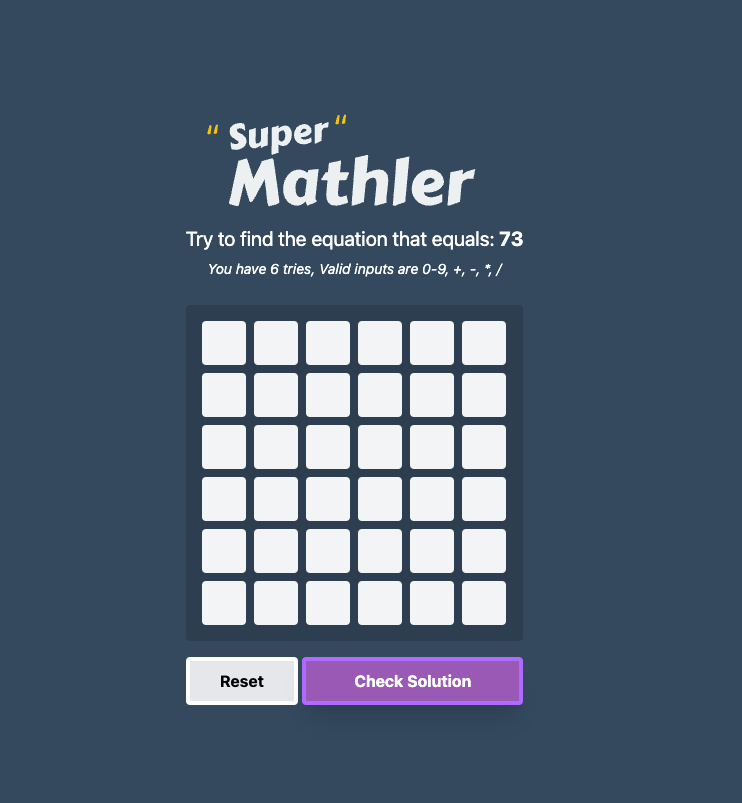 " Super "
Mathler
Try to find the equation that equals: 73
You have 6 tries, Valid inputs are 0-9, +, -, *, /
Reset
Check Solution